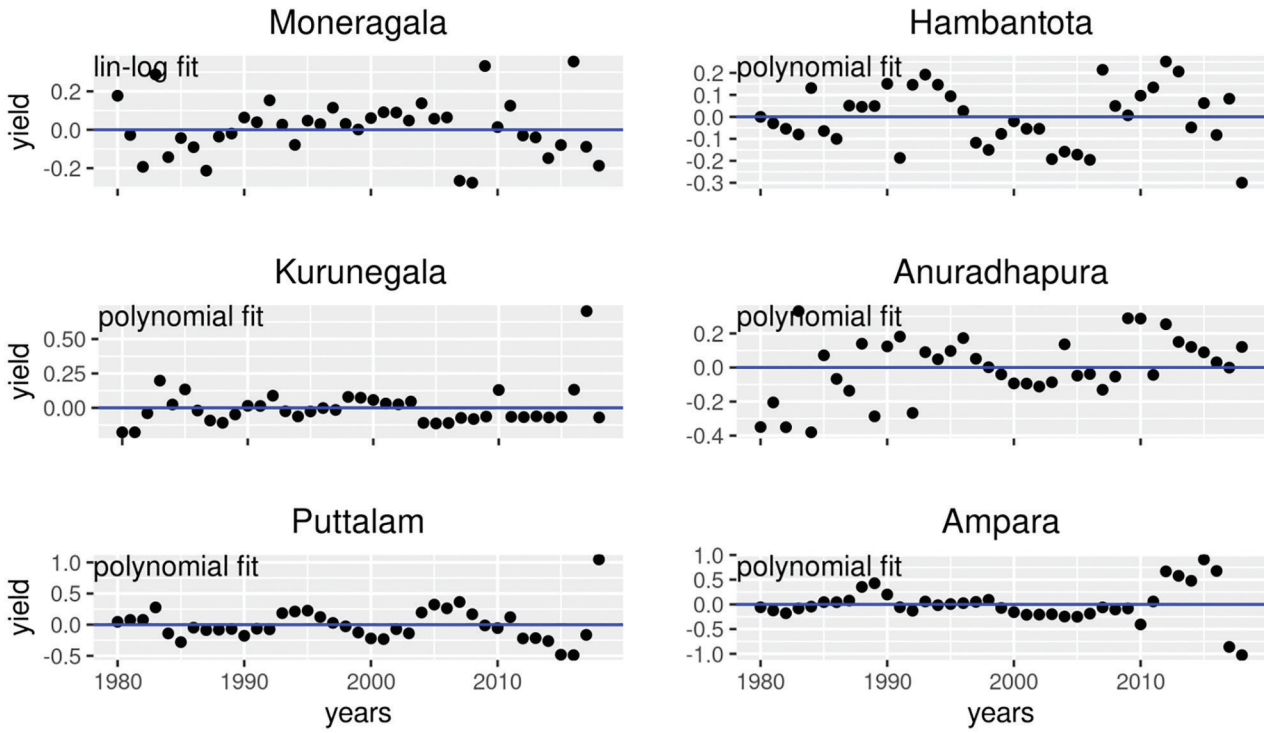 Moneragala
lin-log fit
yield
0.2
0.0
-0.2
Hambantota
polynomial fit
0.2
0.1
0.0
-0.1
-0.2
-0.3
Kurunegala
polynomial fit
yield
0.50
0.25
0.00
Anuradhapura
polynomial fit
0.2
0.0
-0.2
-0.4
Puttalam
polynomial fit
yield
1.0
0.5
0.0
-0.5
1980 1990 2000 2010
years
Ampara
polynomial fit
1.0
0.5
0.0
-0.5
-1.0
1980 1990 2000 2010
years